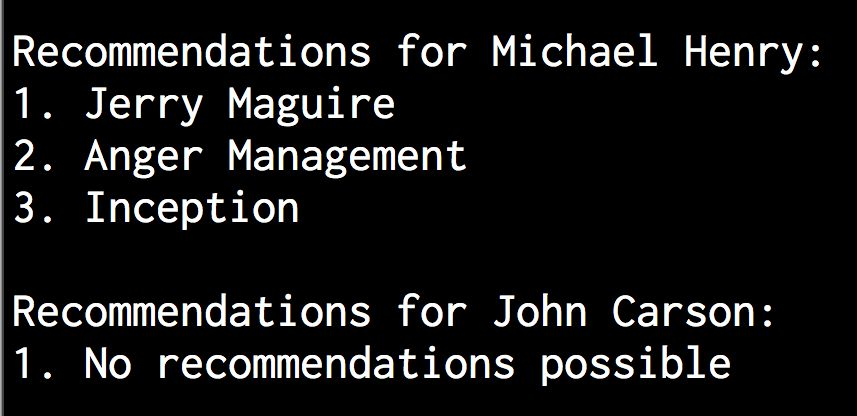 Recommendations for Michael Henry:
1. Jerry Maguire
2. Anger Management
3. Inception
Recommendations for John Carson:
1. No recommendations possible